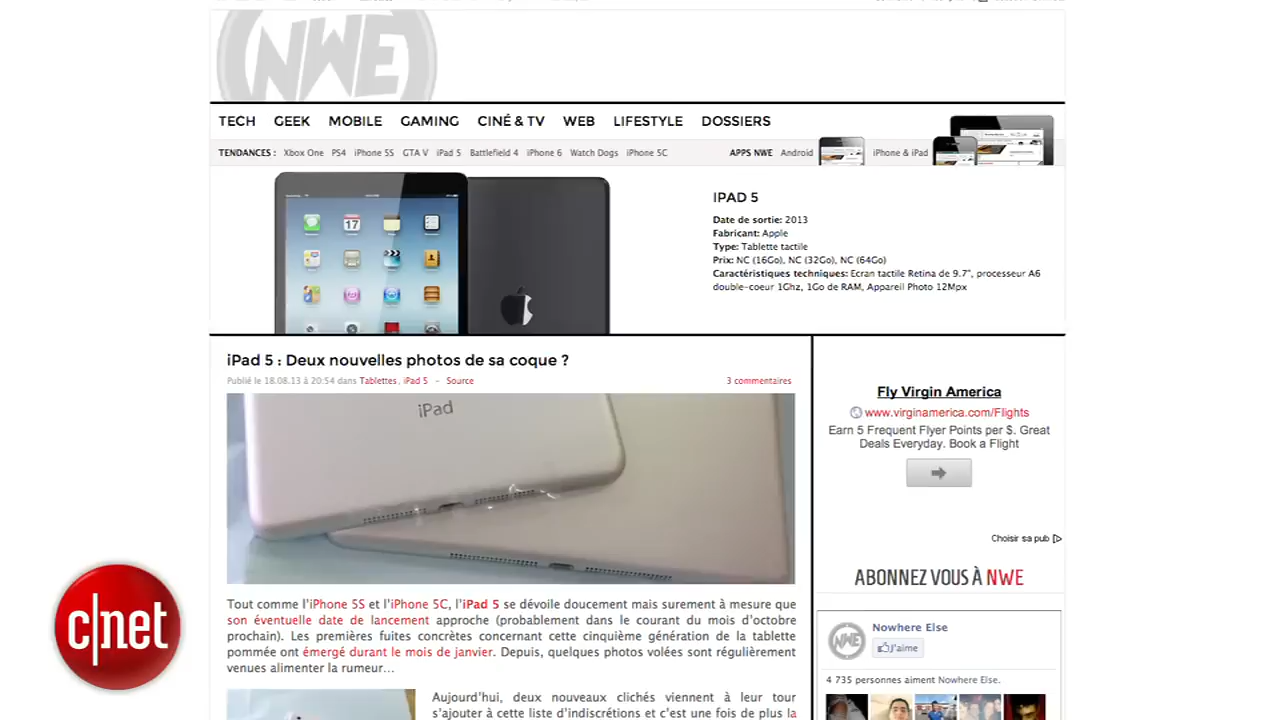 NWE
TECH GEEK MOBILE GAMING CINÉ & TV WEB LIFESTYLE DOSSIERS
TENDANCES : Xbox One PS4 iPhone 5S GTA V iPad 5 Battlefield 4 iPhone 6 Watch Dogs iPhone 5C APPS NWE Android iPhone & iPad
17
IPAD 5
Date de sortie: 2013
Fabricant: Apple
Type: Tablette tactile
Prix: NC (16Go), NC (32Go), NC (64Go)
Caractéristiques techniques: Ecran tactile Retina de 9.7", processeur A6
double-coeur 1Ghz, 1Go de RAM, Appareil Photo 12Mpx
iPad 5 : Deux nouvelles photos de sa coque ?
Publié le 18.08.13 à 20:54 dans Tablettes, iPad 5 – Source 3 commentaires
iPad
Tout comme l'iPhone 5S et l'iPhone 5C, l'iPad 5 se dévoile doucement mais surement à mesure que
son éventuelle date de lancement approche (probablement dans le courant du mois d'octobre
prochain). Les premières fuites concrètes concernant cette cinquième génération de la tablette
pommée ont émergé durant le mois de janvier. Depuis, quelques photos volées sont régulièrement
venues alimenter la rumeur…
Aujourd'hui, deux nouveaux clichés viennent à leur tour
s'ajouter à cette liste d'indiscrétions et c'est une fois de plus la
Fly Virgin America
www.virginamerica.com/Flights
Earn 5 Frequent Flyer Points per $. Great
Deals Everyday. Book a Flight
Choisir sa pub
ABONNEZ VOUS À NWE
NWE
Nowhere Else
J'aime
4 735 personnes aiment Nowhere Else.
c|net